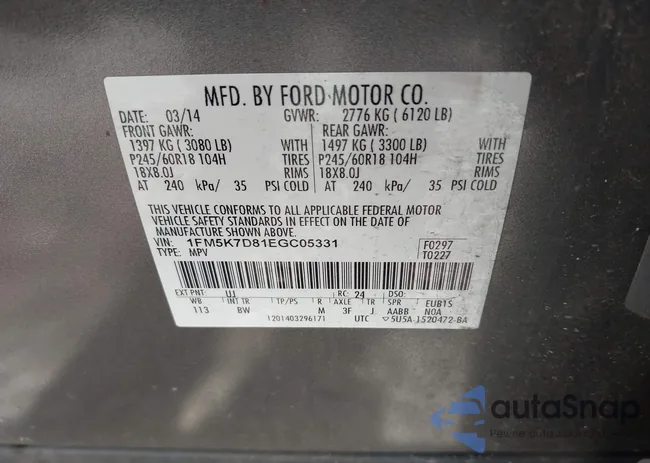 MFD. BY FORD MOTOR CO.
DATE: 03/14 GVWR: 2776 KG ( 6120 LB)
FRONT GAWR: REAR GAWR:
1397 KG ( 3080 LB) WITH 1497 KG ( 3300 LB) WITH
P245/60R18 104H TIRES P245/60R18 104H TIRES
18X8.0J RIMS 18X8.0J RIMS
AT 240 kPa/ 35 PSI COLD AT 240 kPa/ 35 PSI COLD
THIS VEHICLE CONFORMS TO ALL APPLICABLE FEDERAL MOTOR
VEHICLE SAFETY STANDARDS IN EFFECT ON THE DATE OF
MANUFACTURE SHOWN ABOVE.
VIN: 1FM5K7D81EGC05331 F0297
TYPE: MPV T0227
EXT PNT: UJ RC: 24 DSO:
WB INT TR TP/PS R AXLE TR SPR EUB15
113 BW M 3F J AABB N0A
1201403296171 UTC 5U5A-1520472-BA
autoSnap
Pewne auto